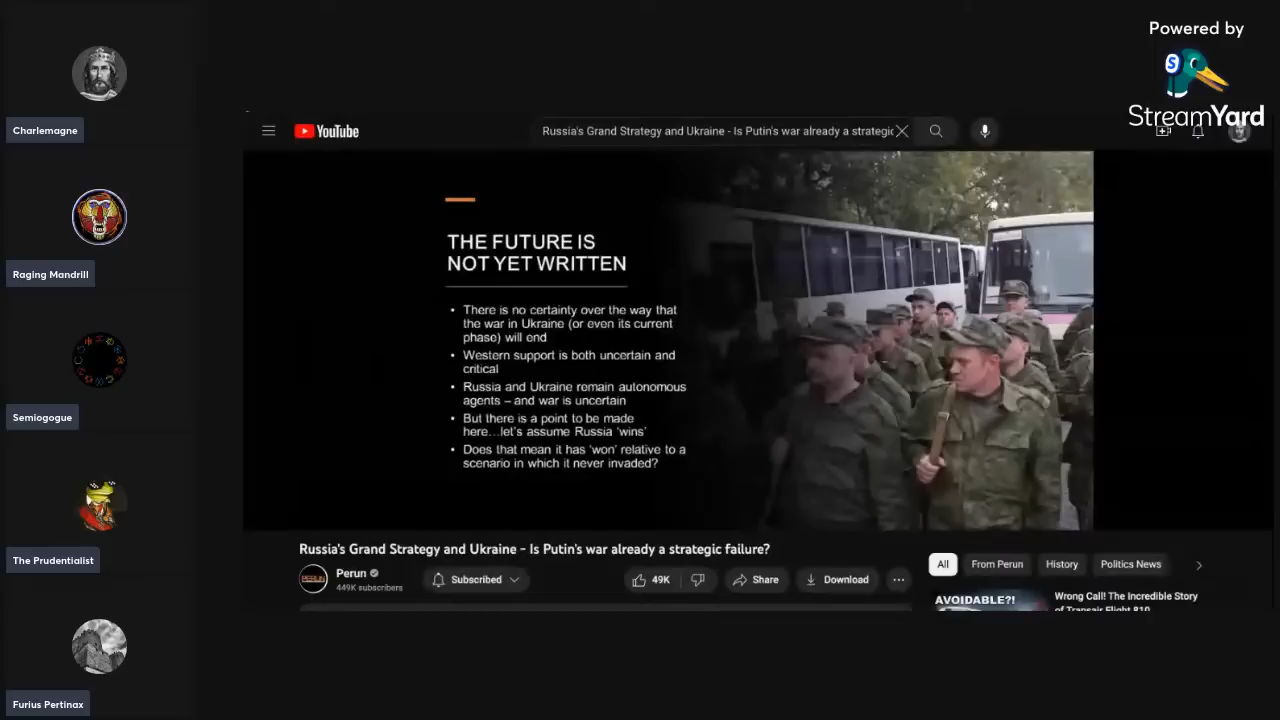 Powered by
S
StreamYard
Charlemagne
Raging Mandrill
Semiogogue
The Prudentialist
Furius Pertinax
YouTube
Russia's Grand Strategy and Ukraine - Is Putin's war already a strategic
THE FUTURE IS
NOT YET WRITTEN
• There is no certainty over the way that
the war in Ukraine (or even its current
phase) will end
• Western support is both uncertain and
critical
• Russia and Ukraine remain autonomous
agents – and war is uncertain
• But there is a point to be made
here…let's assume Russia 'wins'
• Does that mean it has 'won' relative to a
scenario in which it never invaded?
Russia's Grand Strategy and Ukraine - Is Putin's war already a strategic failure?
PERUN
Perun
449K subscribers
Subscribed
49K
Share
Download
All
From Perun
History
Politics News
AVOIDABLE?!
Wrong Call! The Incredible Story
of Transair Flight 810